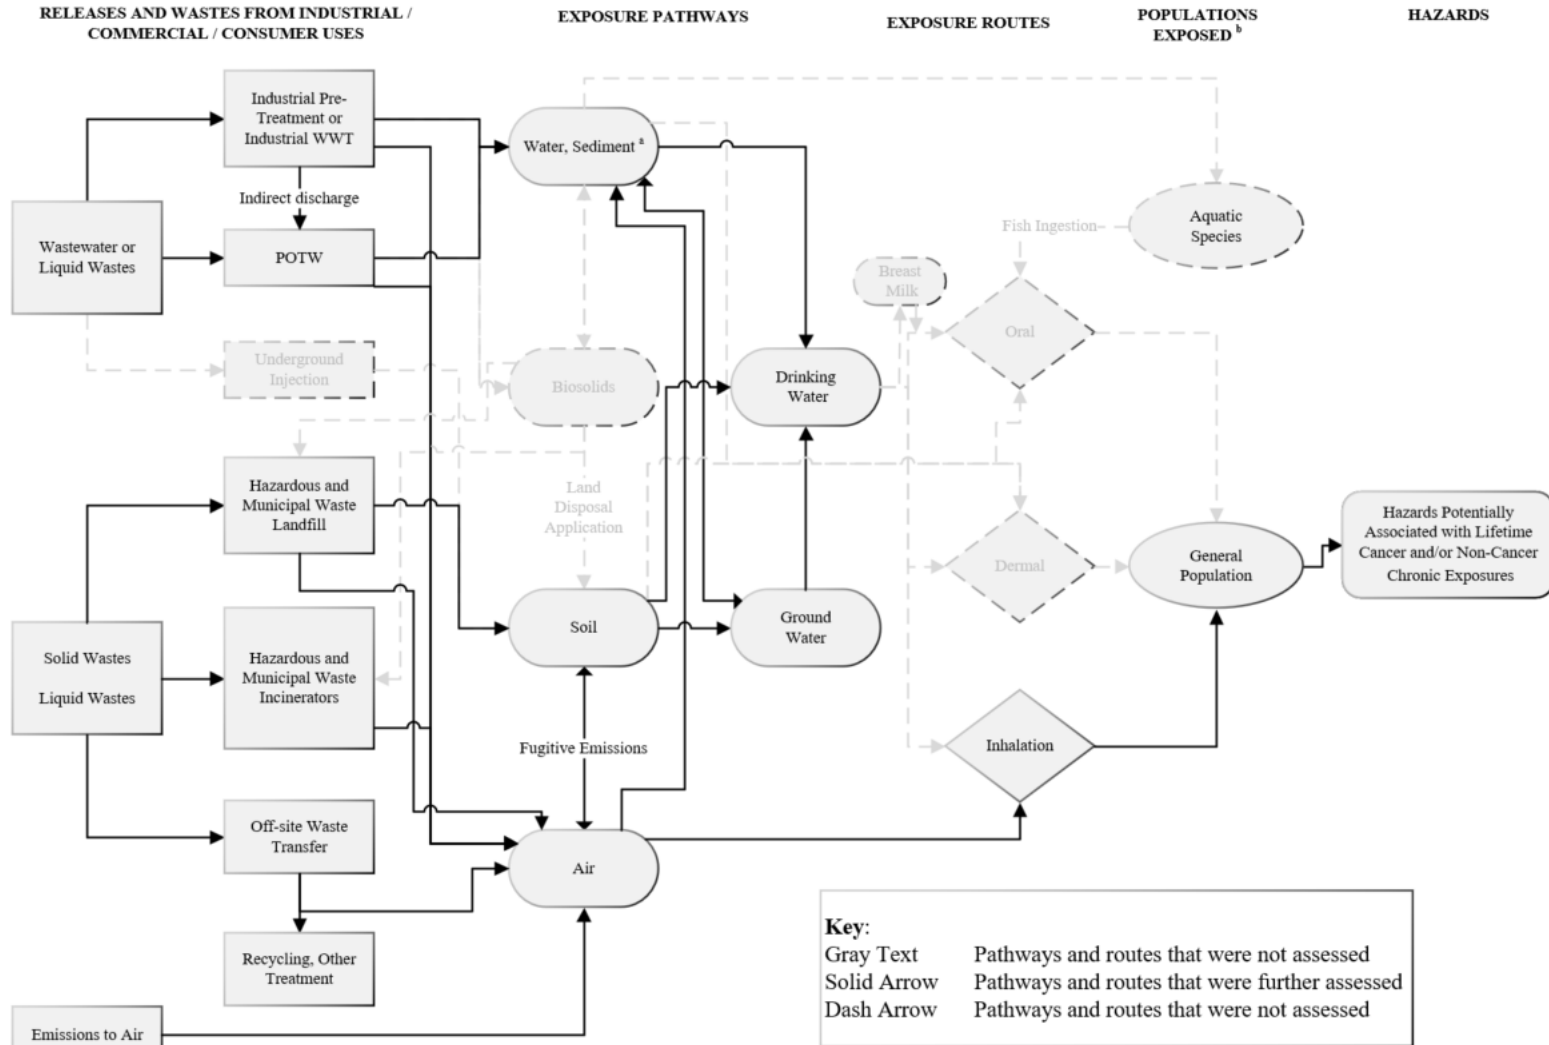 RELEASES AND WASTES FROM INDUSTRIAL /
COMMERCIAL / CONSUMER USES
EXPOSURE PATHWAYS
EXPOSURE ROUTES
POPULATIONS
EXPOSED b
HAZARDS
Industrial Pre-
Treatment or
Industrial WWT
Water, Sediment a
Indirect discharge
Wastewater or
Liquid Wastes
POTW
Fish Ingestion
Aquatic
Species
Breast
Milk
Oral
Underground
Injection
Biosolids
Drinking
Water
Hazardous and
Municipal Waste
Landfill
Land
Disposal
Application
Hazards Potentially
Associated with Lifetime
Cancer and/or Non-Cancer
Chronic Exposures
Dermal
General
Population
Soil
Ground
Water
Solid Wastes
Liquid Wastes
Hazardous and
Municipal Waste
Incinerators
Fugitive Emissions
Inhalation
Off-site Waste
Transfer
Air
Recycling, Other
Treatment
Emissions to Air
Key:
Gray Text Pathways and routes that were not assessed
Solid Arrow Pathways and routes that were further assessed
Dash Arrow Pathways and routes that were not assessed